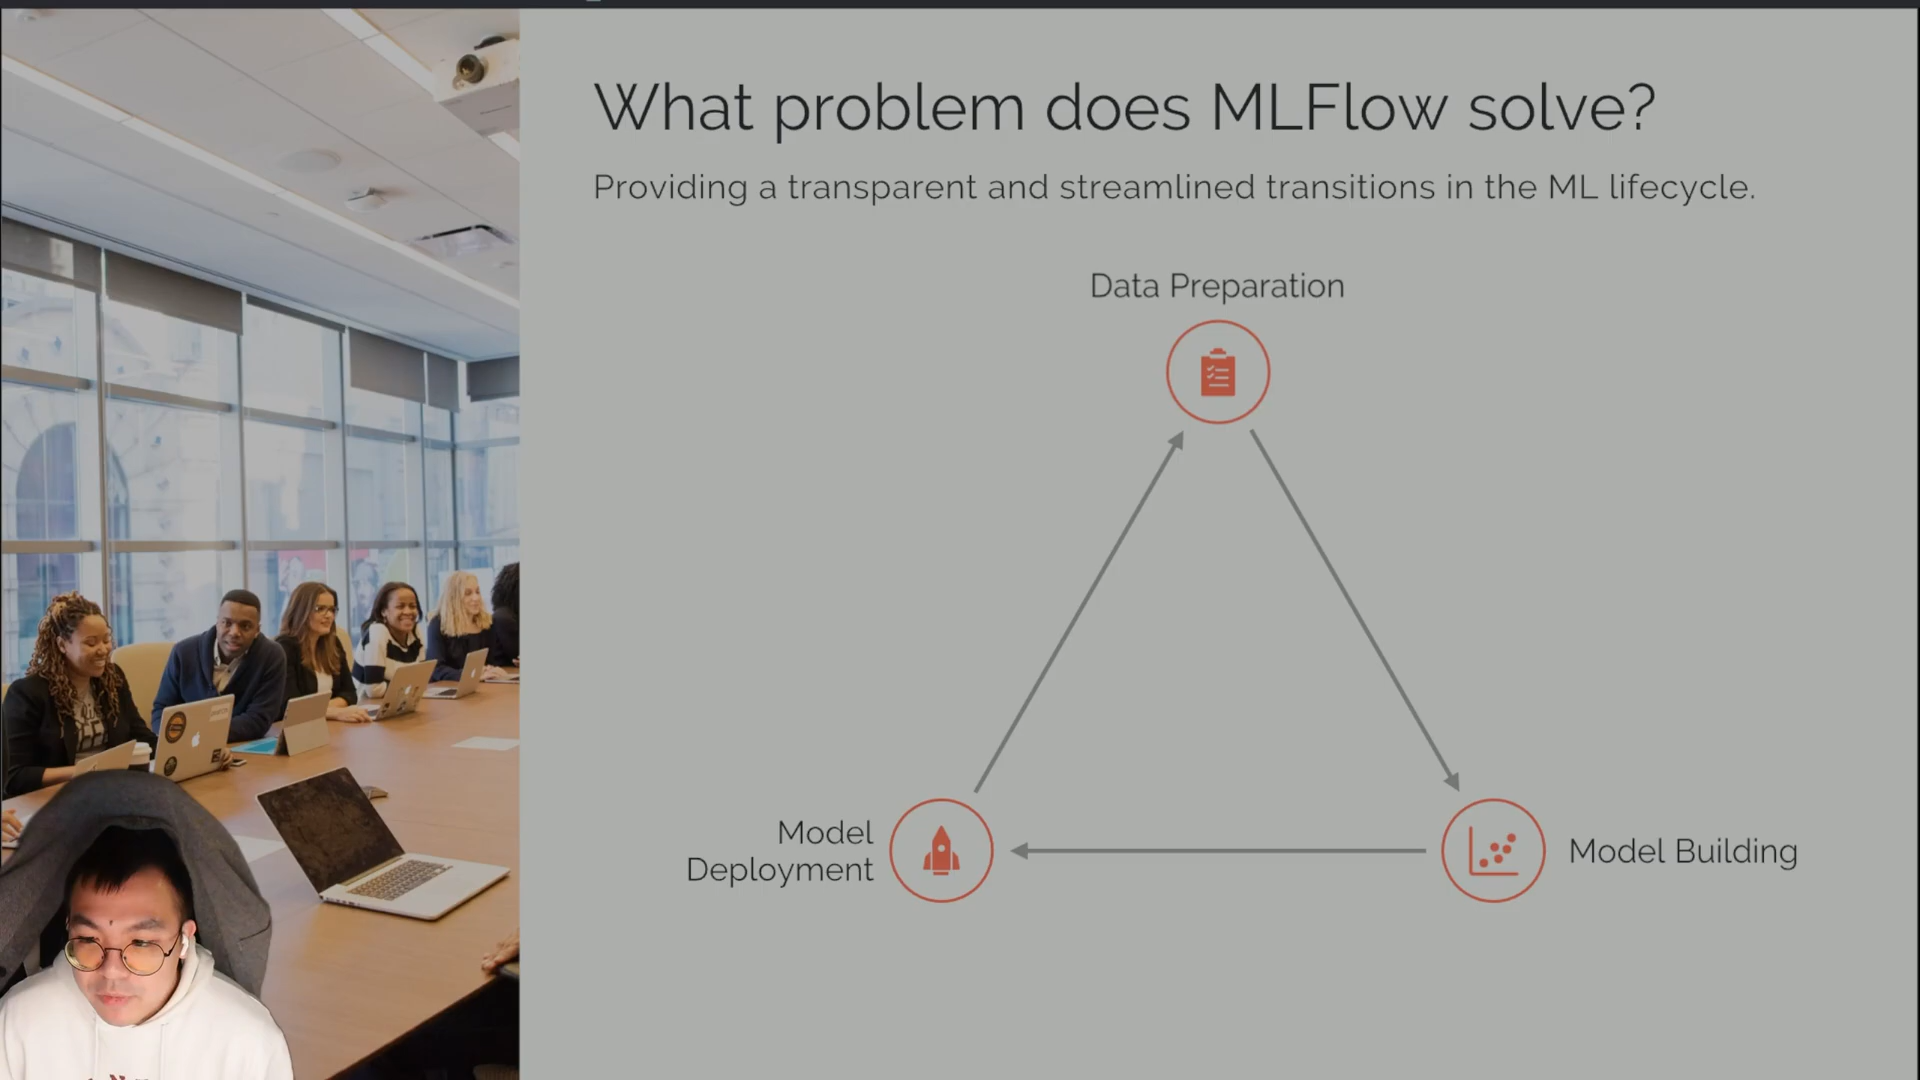 What problem does MLFlow solve?
Providing a transparent and streamlined transitions in the ML lifecycle.
Data Preparation
Model
Deployment
Model Building